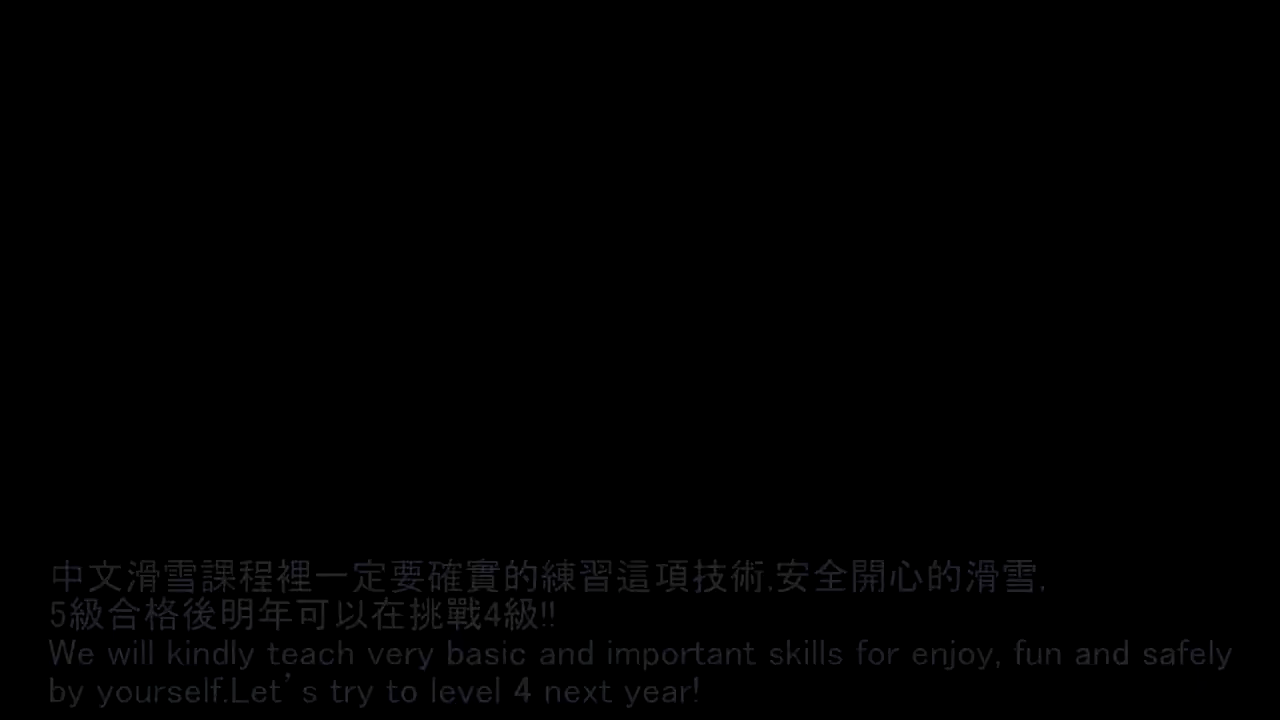 中文滑雪課程裡一定要確實的練習這項技術,安全開心的滑雪,
5級合格後明年可以在挑戰4級!!
We will kindly teach very basic and important skills for enjoy, fun and safely
by yourself.Let’s try to level 4 next year!